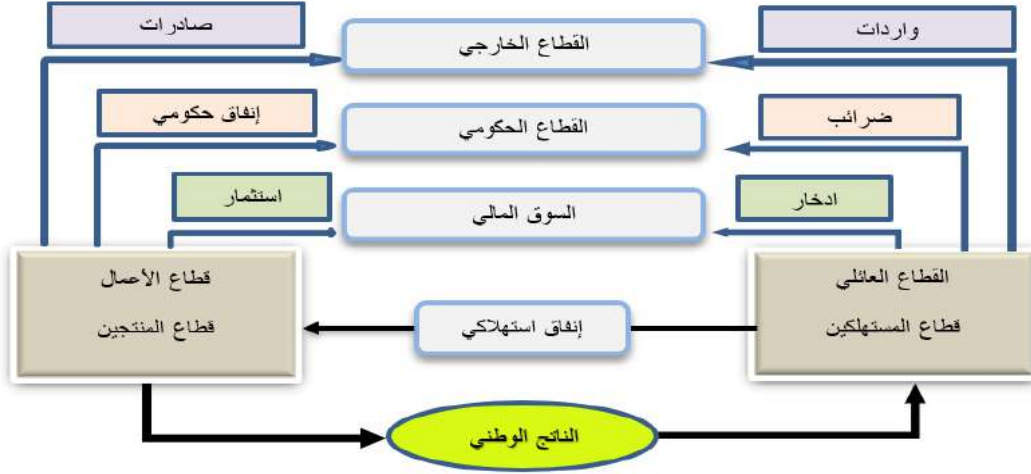 صادرات
القطاع الخارجي
واردات
إنفاق حكومي
القطاع الحكومي
ضرائب
استثمار
السوق المالي
ادخار
القطاع العائلي
قطاع المستهلكين
قطاع الأعمال
قطاع المنتجين
إنفاق استهلاكي
الناتج الوطني